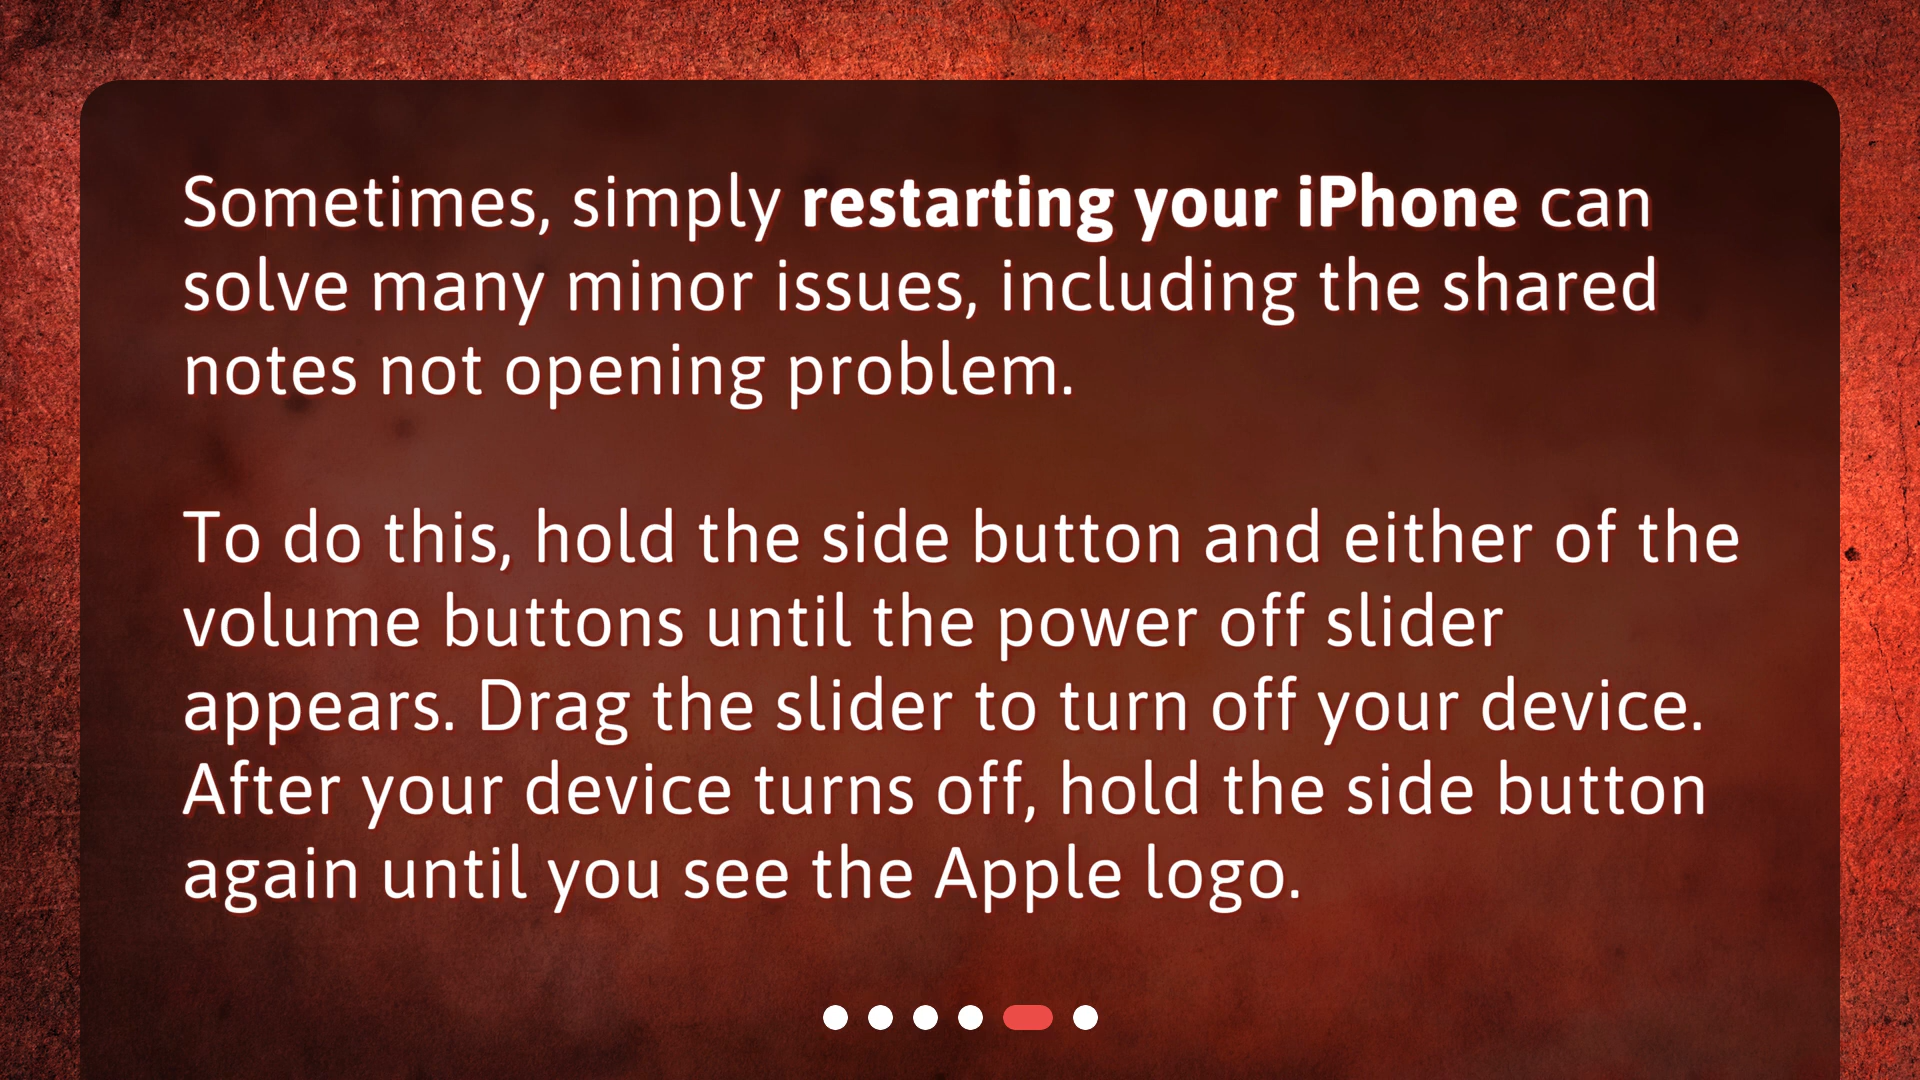 Sometimes, simply restarting your iPhone can
solve many minor issues, including the shared
notes not opening problem.
To do this, hold the side button and either of the
volume buttons until the power off slider
appears. Drag the slider to turn off your device.
After your device turns off, hold the side button
again until you see the Apple logo.